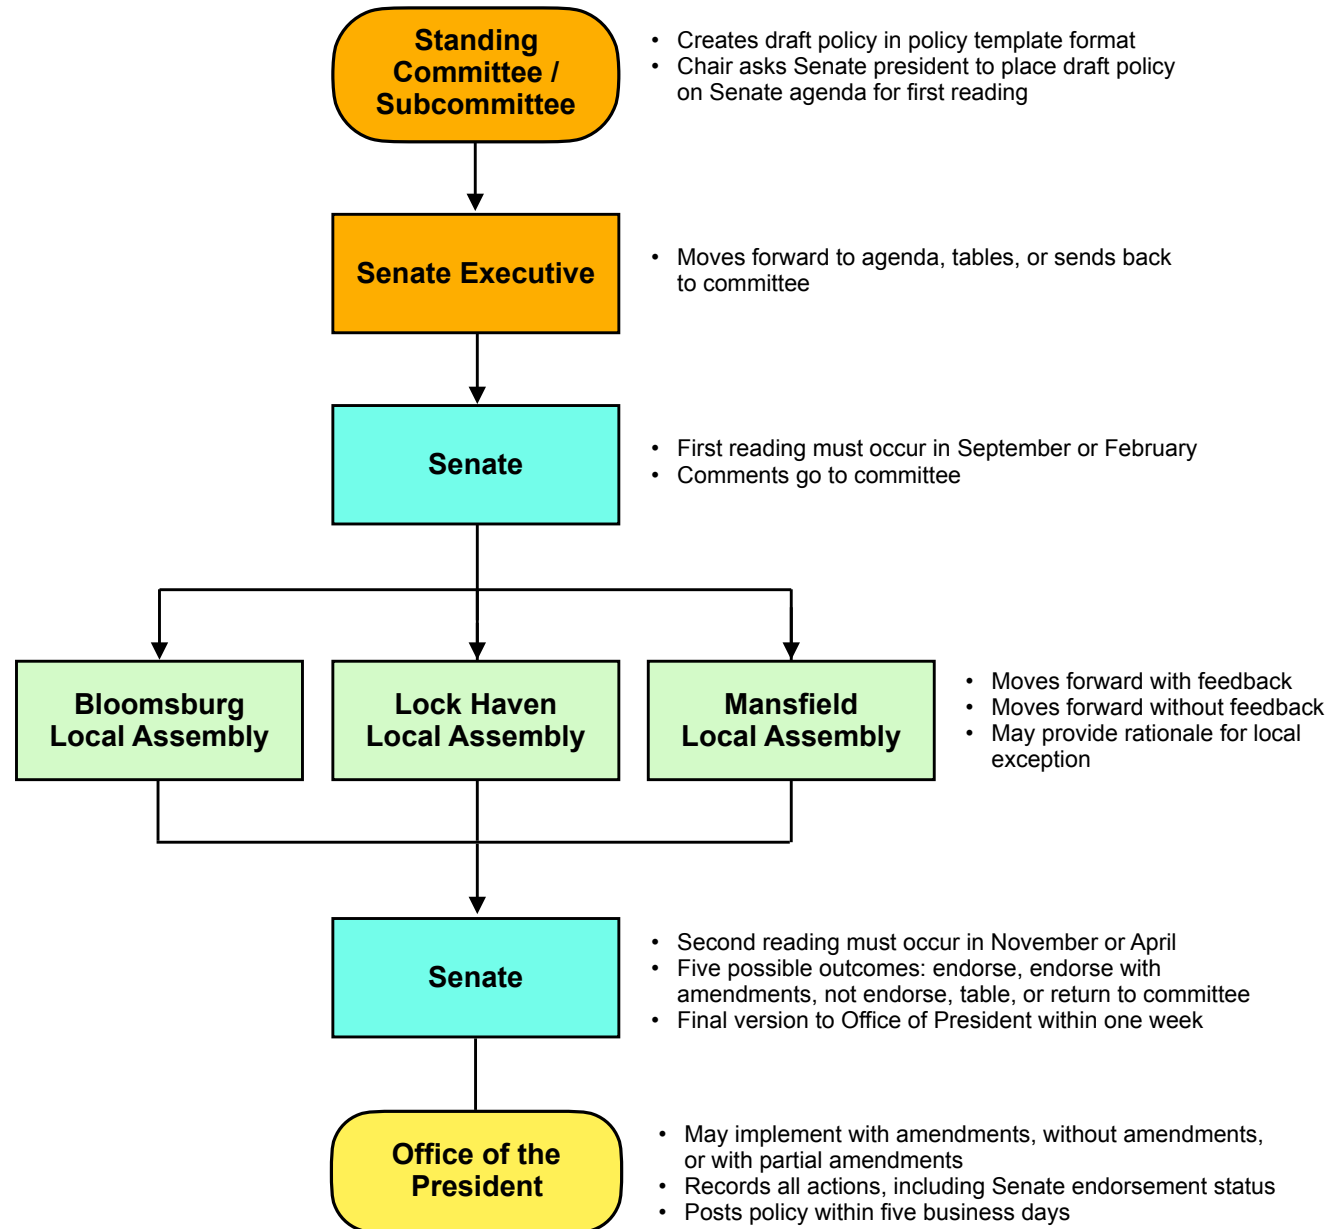 Standing
Committee /
Subcommittee
• Creates draft policy in policy template format
• Chair asks Senate president to place draft policy
on Senate agenda for first reading
Senate Executive
• Moves forward to agenda, tables, or sends back
to committee
Senate
• First reading must occur in September or February
• Comments go to committee
Bloomsburg
Local Assembly
Lock Haven
Local Assembly
Mansfield
Local Assembly
• Moves forward with feedback
• Moves forward without feedback
• May provide rationale for local
exception
Senate
• Second reading must occur in November or April
• Five possible outcomes: endorse, endorse with
amendments, not endorse, table, or return to committee
• Final version to Office of President within one week
Office of the
President
• May implement with amendments, without amendments,
or with partial amendments
• Records all actions, including Senate endorsement status
• Posts policy within five business days